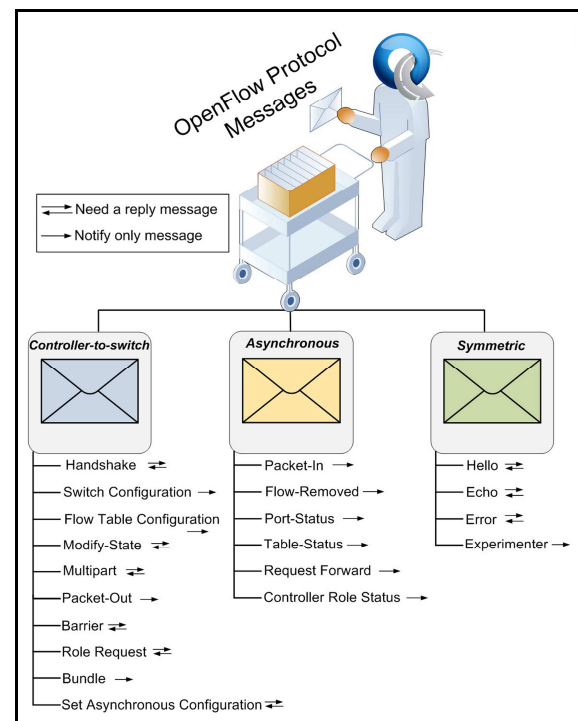 OpenFlow Protocol
Messages
Need a reply message
Notify only message
Controller-to-switch
Asynchronous
Symmetric
Handshake
Switch Configuration
Flow Table Configuration
Modify-State
Multipart
Packet-Out
Barrier
Role Request
Bundle
Set Asynchronous Configuration
Packet-In
Flow-Removed
Port-Status
Table-Status
Request Forward
Controller Role Status
Hello
Echo
Error
Experimenter